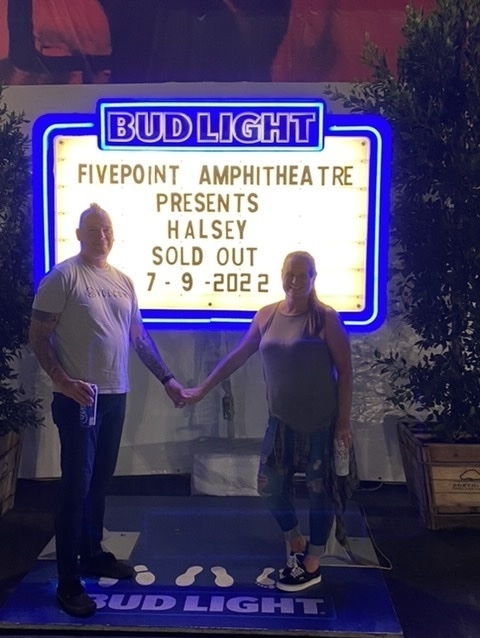 BUD LIGHT
FIVEPOINT AMPHITHEATRE
PRESENTS
HALSEY
SOLD OUT
7-9-2022
BUD LIGHT